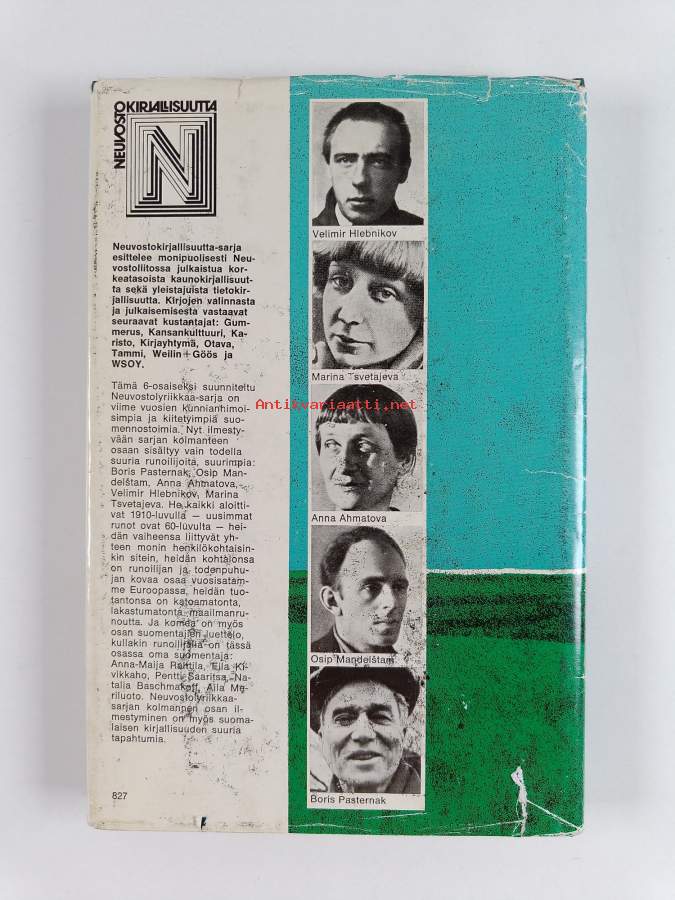 NEUVOSTOKIRJALLISUUTTA
N
Neuvostokirjallisuutta-sarja
esittelee monipuolisesti Neu-
vostoliitossa julkaistua kor-
keatasoista kaunokirjallisuut-
ta sekä yleistajuista tietokir-
jallisuutta. Kirjojen valinnasta
ja julkaisemisesta vastaavat
seuraavat kustantajat: Gum-
merus, Kansankulttuuri, Ka-
risto, Kirjayhtymä, Otava,
Tammi, Weilin+Göös ja
WSOY.
Tämä 6-osaiseksi suunniteltu
Neuvostolyriikkaa-sarja on
viime vuosien kunnianhimoi-
simpia ja kiitetyimpiä suo-
mennostoimia. Nyt ilmesty-
vään sarjan kolmanteen
osaan sisältyy vain todella
suuria runoilijoita, suurimpia:
Boris Pasternak, Osip Man-
delštam, Anna Ahmatova,
Velimir Hlebnikov, Marina
Tsvetajeva. He kaikki aloitti-
vat 1910-luvulla — uusimmat
runot ovat 60-luvulta — hei-
dän vaiheensa liittyvät yh-
teen monin henkilökohtaisin-
kin sitein, heidän kohtalonsa
on runoilijan ja todenpuhu-
jan kovaa osaa vuosisatam-
me Euroopassa, heidän tuo-
tantonsa on katoamatonta,
lakastumatonta maailmanru-
noutta. Ja komea on myös
osan suomentajien luettelo,
kullakin runoilijalla on tässä
osassa oma suomentaja:
Anna-Maija Raittila, Eila Ki-
vikkaho, Pentti Saaritsa, Na-
talia Baschmakoff, Aila Me-
riluoto. Neuvostolyriikkaa-
sarjan kolmannen osan il-
mestyminen on myös suoma-
laisen kirjallisuuden suuria
tapahtumia.
827
Velimir Hlebnikov
Marina Tsvetajeva
Antikvariaatti.net
Anna Ahmatova
Osip Mandelštam
Boris Pasternak